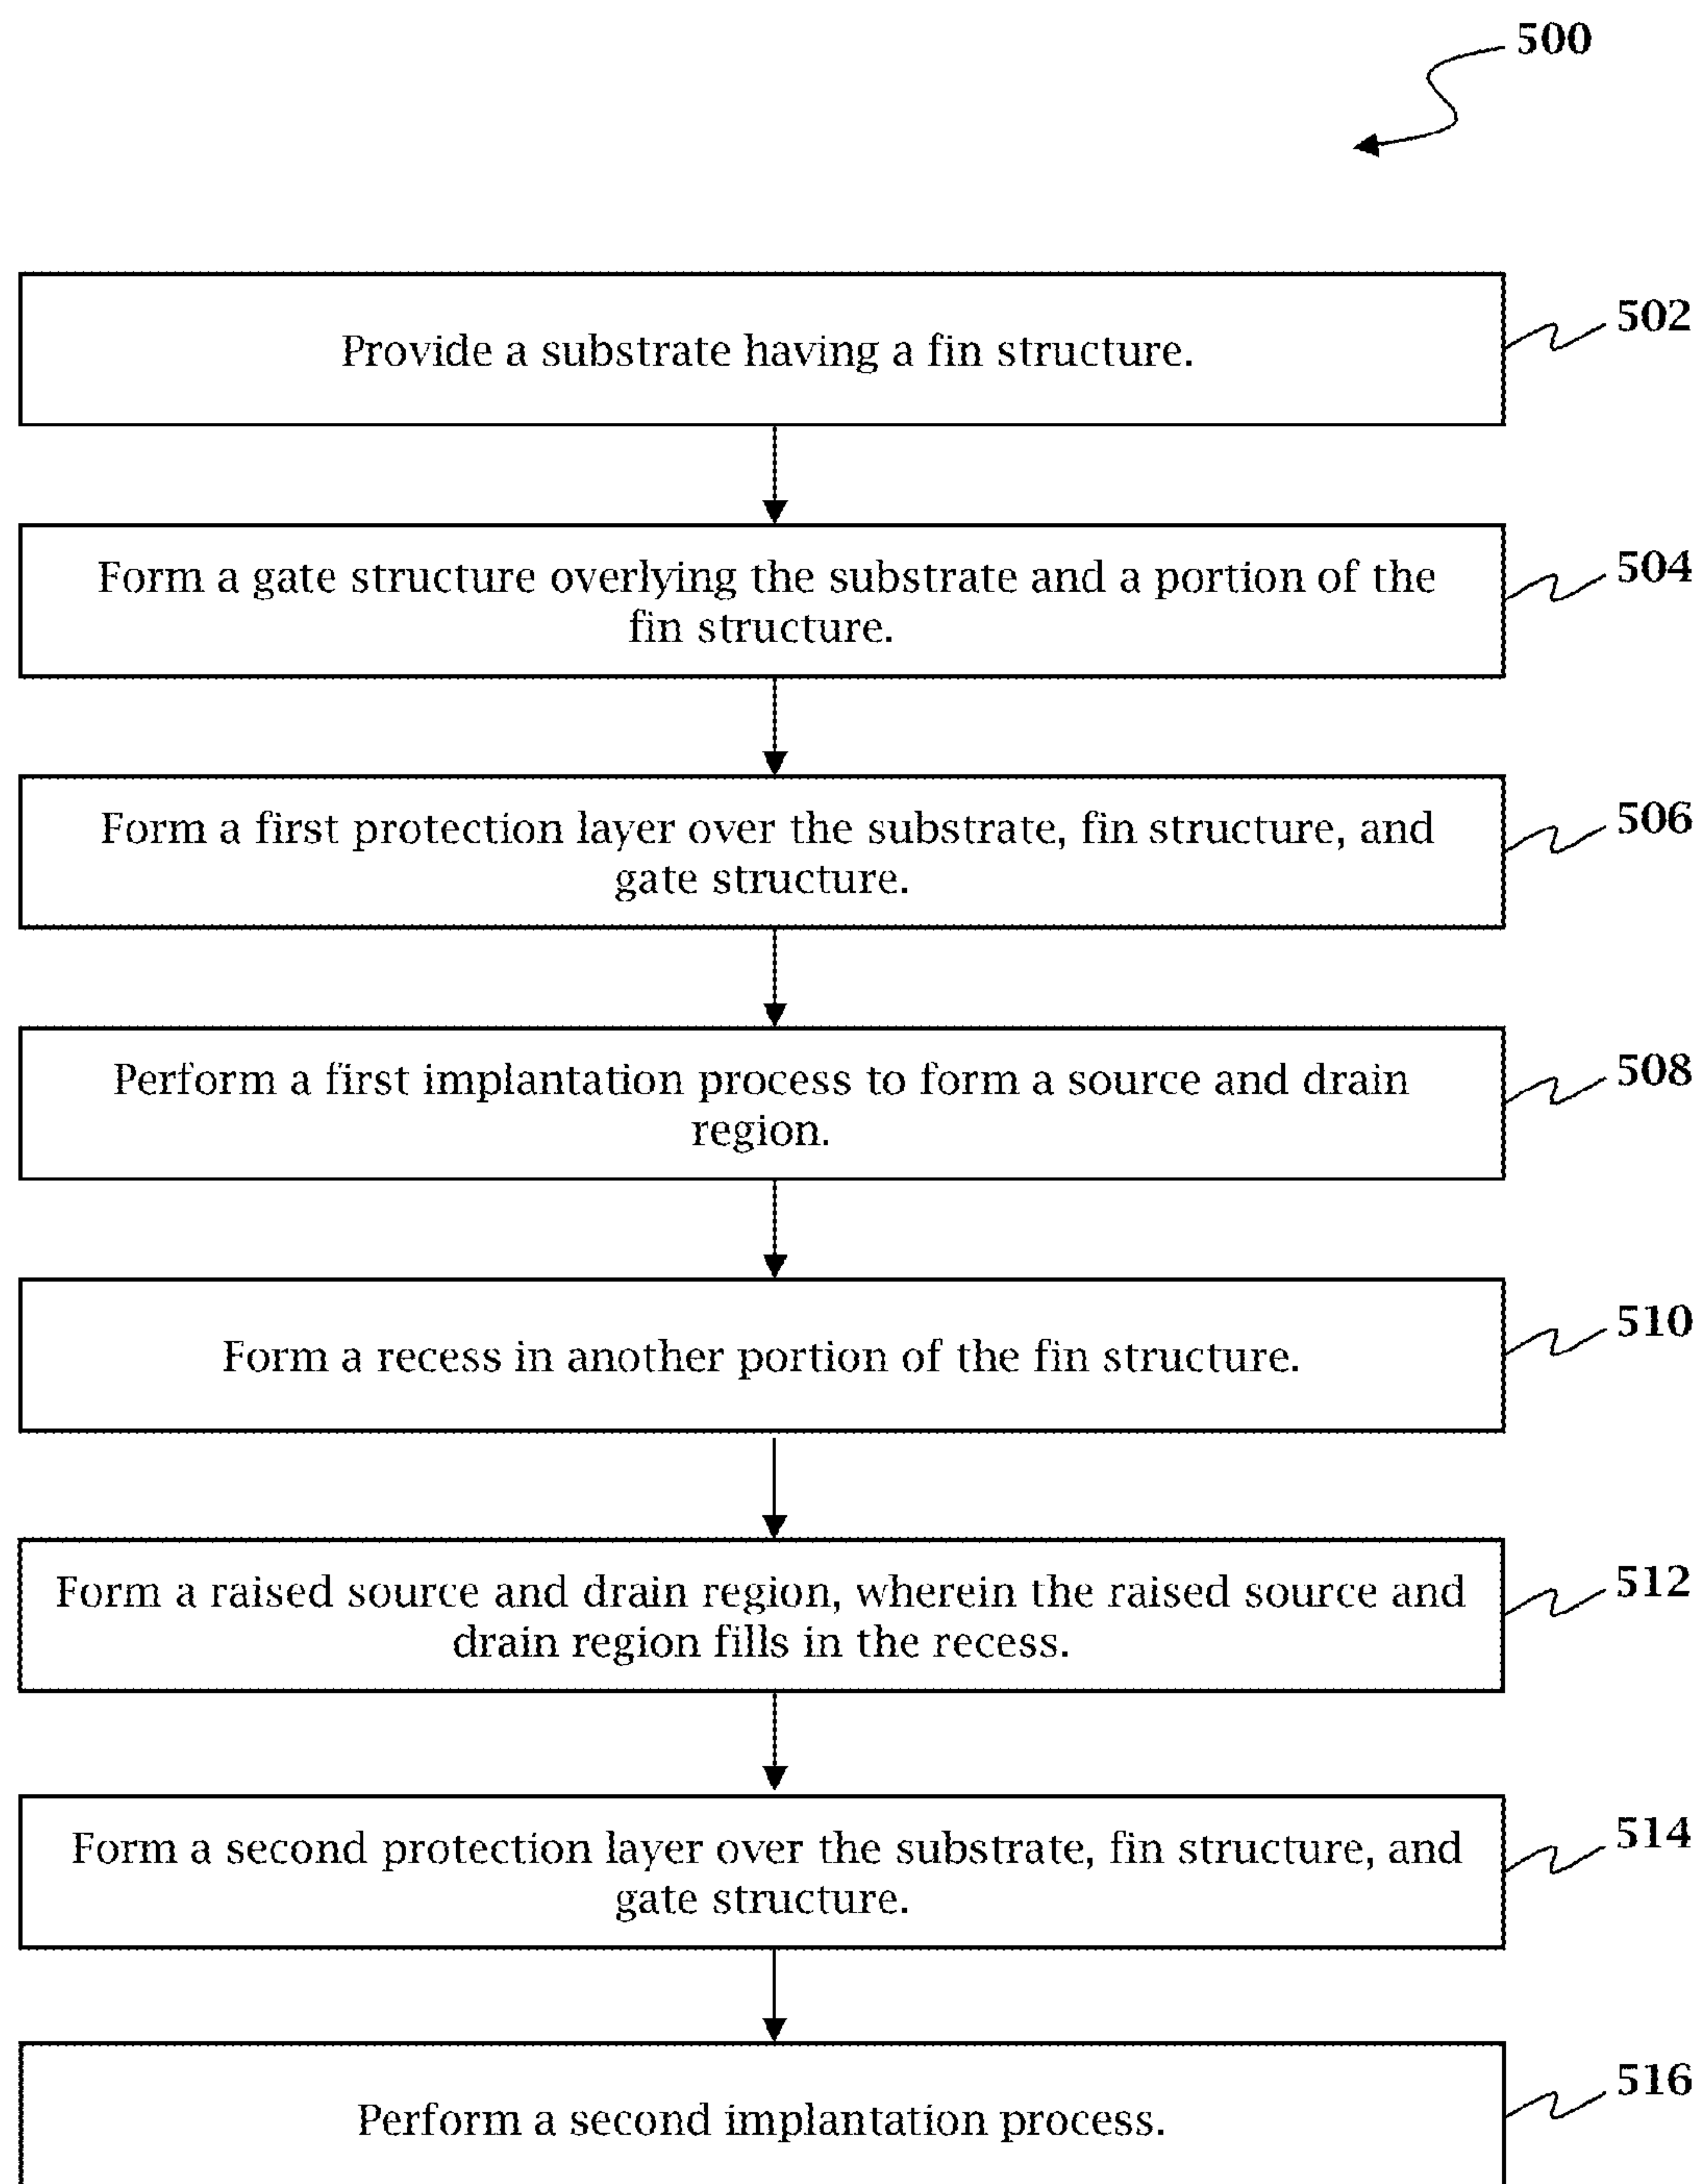 500
Provide a substrate having a fin structure.
502
Form a gate structure overlying the substrate and a portion of the
fin structure.
504
Form a first protection layer over the substrate, fin structure, and
gate structure.
506
Perform a first implantation process to form a source and drain
region.
508
Form a recess in another portion of the fin structure.
510
Form a raised source and drain region, wherein the raised source and
drain region fills in the recess.
512
Form a second protection layer over the substrate, fin structure, and
gate structure.
514
Perform a second implantation process.
516